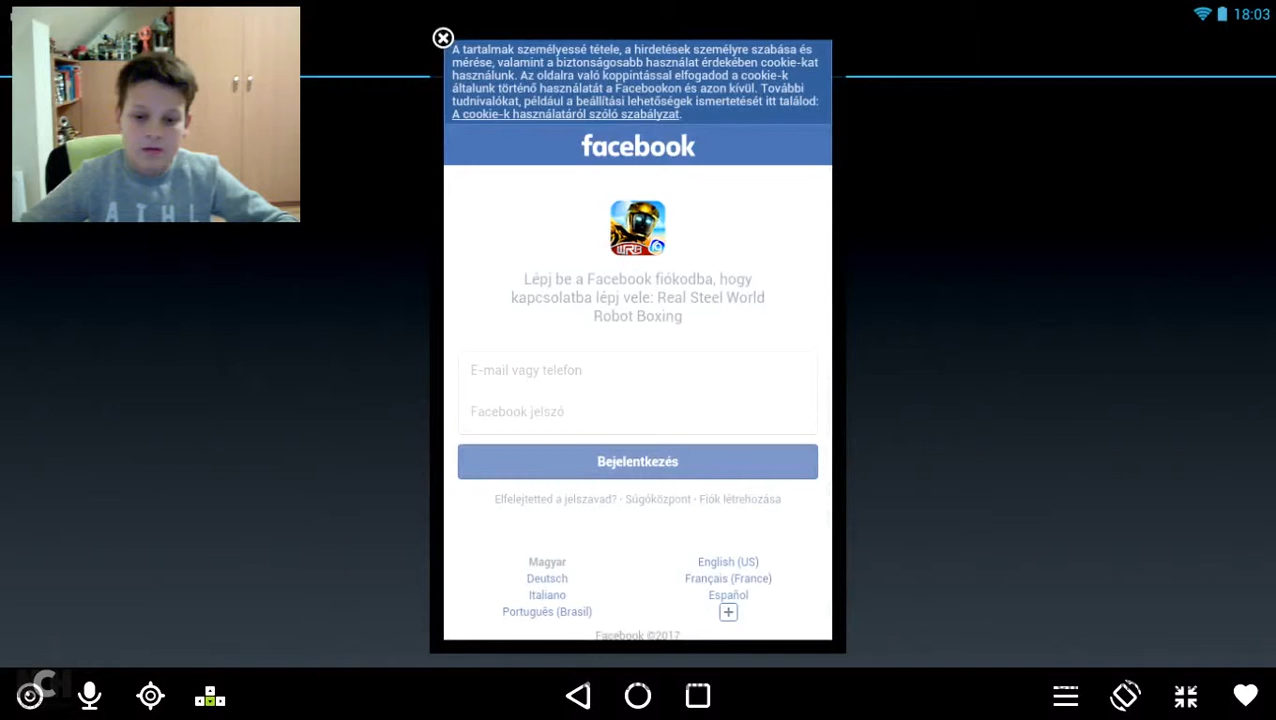 18:03
A tartalmak személyessé tétele, a hirdetések személyre szabása és
mérése, valamint a biztonságosabb használat érdekében cookie-kat
használunk. Az oldalra való koppintással elfogadod a cookie-k
általunk történő használatát a Facebookon és azon kívül. További
tudnivalókat, például a beállítási lehetőségek ismertetését itt találod:
A cookie-k használatáról szóló szabályzat.
facebook
WRB
Lépj be a Facebook fiókodba, hogy
kapcsolatba lépj vele: Real Steel World
Robot Boxing
E-mail vagy telefon
Facebook jelszó
Bejelentkezés
Elfelejtetted a jelszavad? · Súgóközpont · Fiók létrehozása
Magyar
English (US)
Deutsch
Français (France)
Italiano
Español
Português (Brasil)
Facebook ©2017
ATHL
NCH